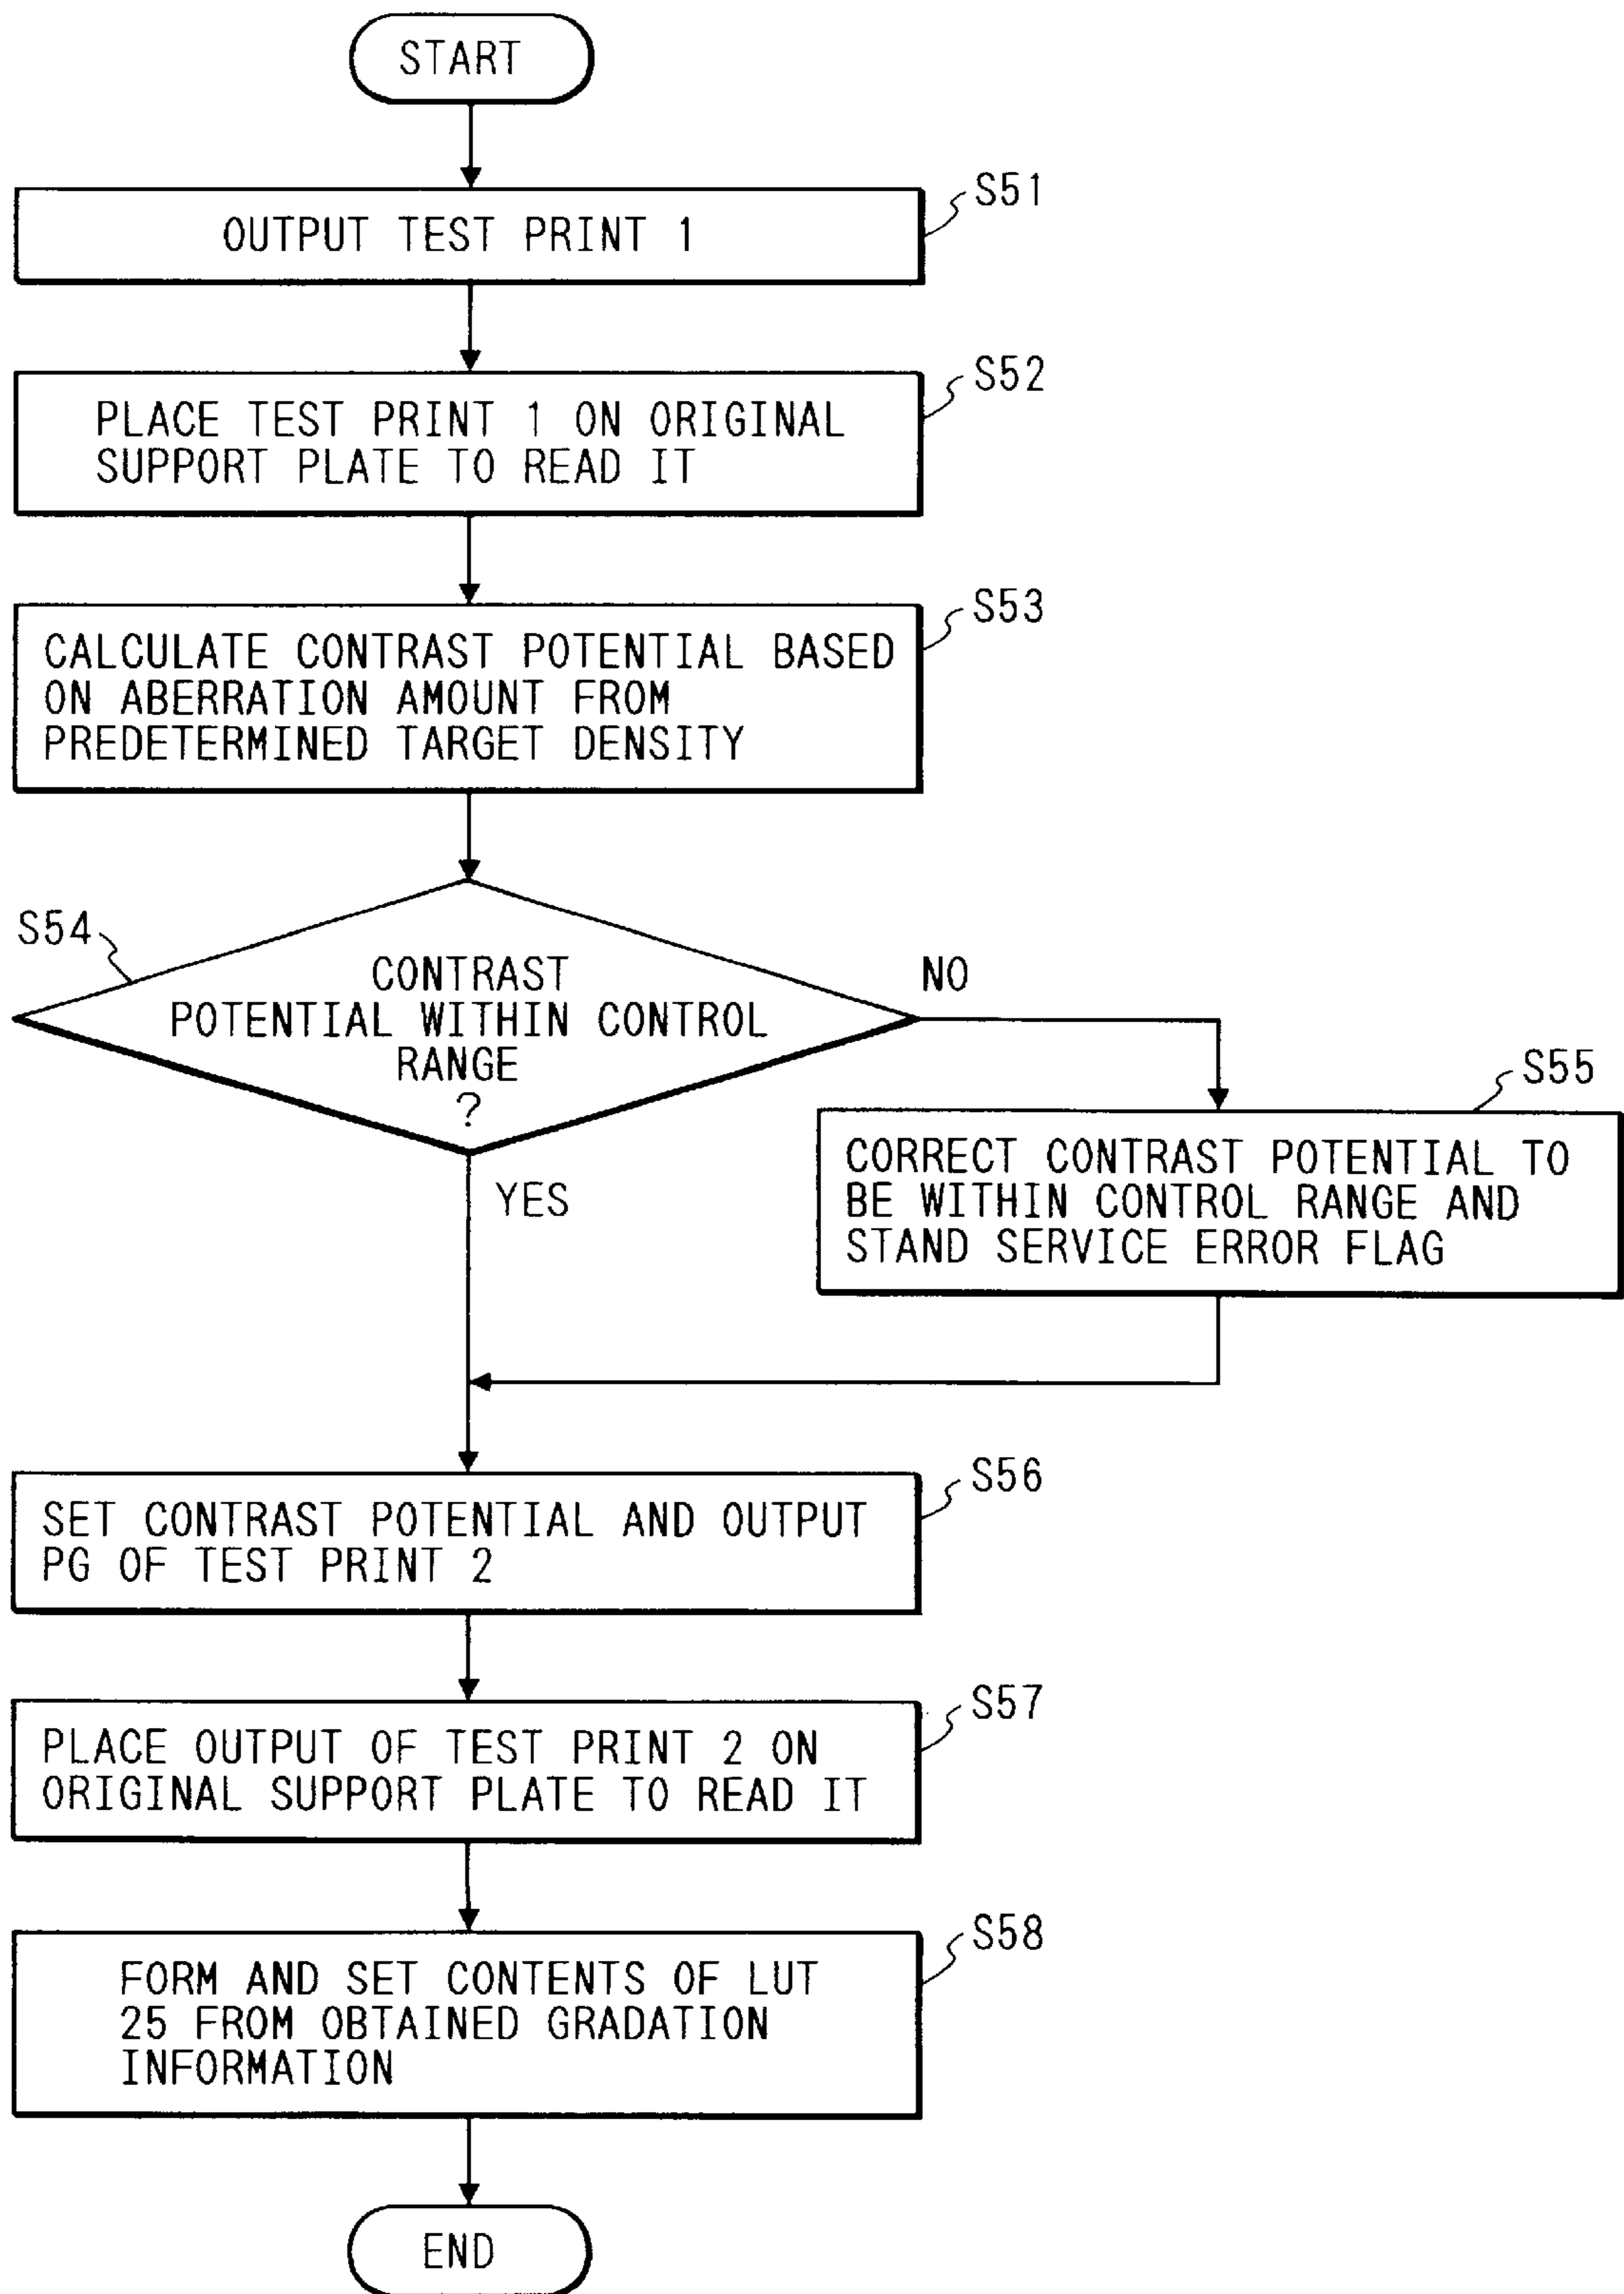 START
S51
OUTPUT TEST PRINT 1
S52
PLACE TEST PRINT 1 ON ORIGINAL
SUPPORT PLATE TO READ IT
S53
CALCULATE CONTRAST POTENTIAL BASED
ON ABERRATION AMOUNT FROM
PREDETERMINED TARGET DENSITY
S54
CONTRAST
POTENTIAL WITHIN CONTROL
RANGE
?
NO
YES
S55
CORRECT CONTRAST POTENTIAL TO
BE WITHIN CONTROL RANGE AND
STAND SERVICE ERROR FLAG
S56
SET CONTRAST POTENTIAL AND OUTPUT
PG OF TEST PRINT 2
S57
PLACE OUTPUT OF TEST PRINT 2 ON
ORIGINAL SUPPORT PLATE TO READ IT
S58
FORM AND SET CONTENTS OF LUT
25 FROM OBTAINED GRADATION
INFORMATION
END